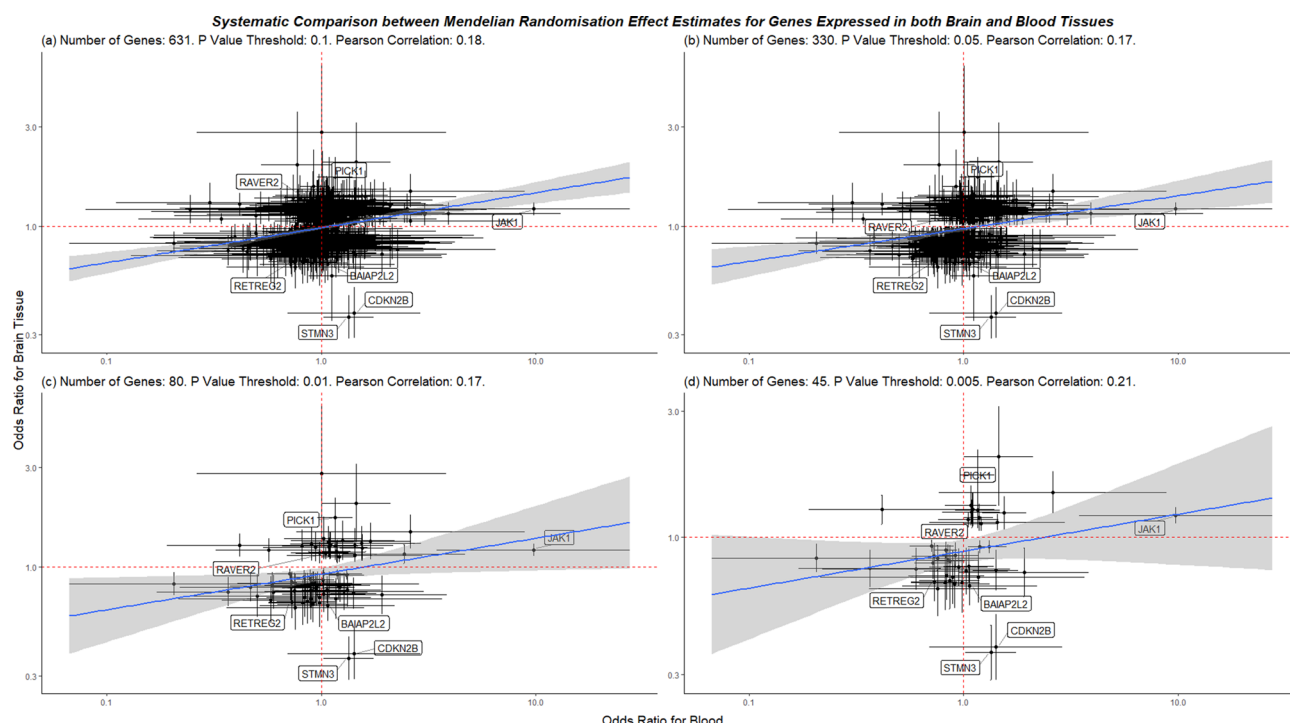 Systematic Comparison between Mendelian Randomisation Effect Estimates for Genes Expressed in both Brain and Blood Tissues
(a) Number of Genes: 631. P Value Threshold: 0.1. Pearson Correlation: 0.18.
3.0
1.0
0.3
PICK1
RAVER2
JAK1
RETREG2
BAIAP2L2
CDKN2B
STMN3
0.1
1.0
10.0
(b) Number of Genes: 330. P Value Threshold: 0.05. Pearson Correlation: 0.17.
3.0
1.0
0.3
PICK1
RAVER2
JAK1
RETREG2
BAIAP2L2
CDKN2B
STMN3
0.1
1.0
10.0
(c) Number of Genes: 80. P Value Threshold: 0.01. Pearson Correlation: 0.17.
3.0
1.0
0.3
PICK1
JAK1
RAVER2
RETREG2
BAIAP2L2
CDKN2B
STMN3
0.1
1.0
10.0
(d) Number of Genes: 45. P Value Threshold: 0.005. Pearson Correlation: 0.21.
3.0
1.0
0.3
PICK1
RAVER2
JAK1
RETREG2
BAIAP2L2
CDKN2B
STMN3
0.1
1.0
10.0
Odds Ratio for Brain Tissue
Odds Ratio for Blood